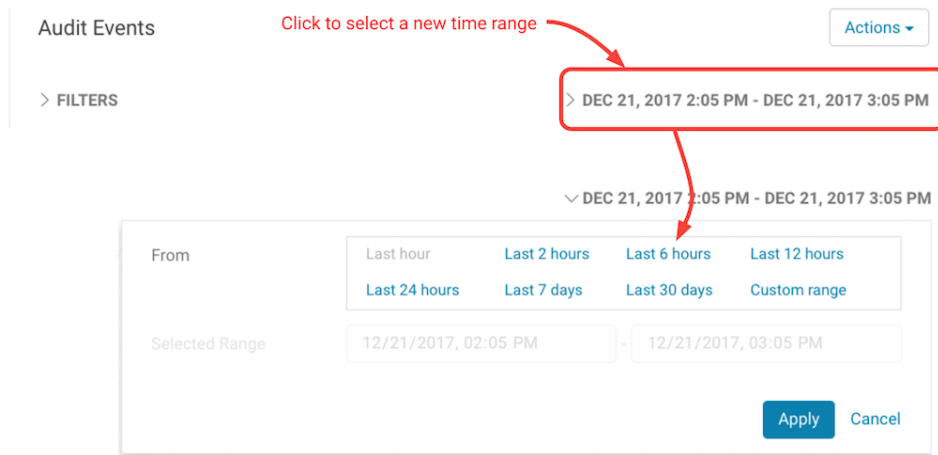 Audit Events
Click to select a new time range
Actions
FILTERS
DEC 21, 2017 2:05 PM - DEC 21, 2017 3:05 PM
DEC 21, 2017 2:05 PM - DEC 21, 2017 3:05 PM
From
Last hour Last 2 hours Last 6 hours Last 12 hours
Last 24 hours Last 7 days Last 30 days Custom range
Selected Range 12/21/2017, 02:05 PM - 12/21/2017, 03:05 PM
Apply Cancel